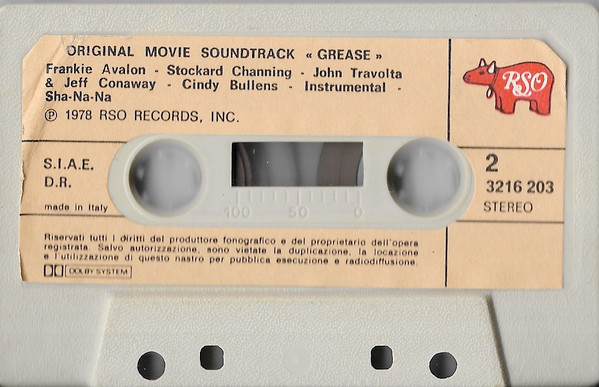 ORIGINAL MOVIE SOUNDTRACK « GREASE »
Frankie Avalon - Stockard Channing - John Travolta
& Jeff Conaway - Cindy Bullens - Instrumental -
Sha-Na-Na
℗ 1978 RSO RECORDS, INC.
RSO
S.I.A.E.
D.R.
made in Italy
100 50 0
2
3216 203
STEREO
Riservati tutti i diritti del produttore fonografico e del proprietario dell'opera
registrata. Salvo autorizzazione, sono vietate la duplicazione, la locazione
e l'utilizzazione di questo nastro per pubblica esecuzione e radiodiffusione.
DOLBY SYSTEM